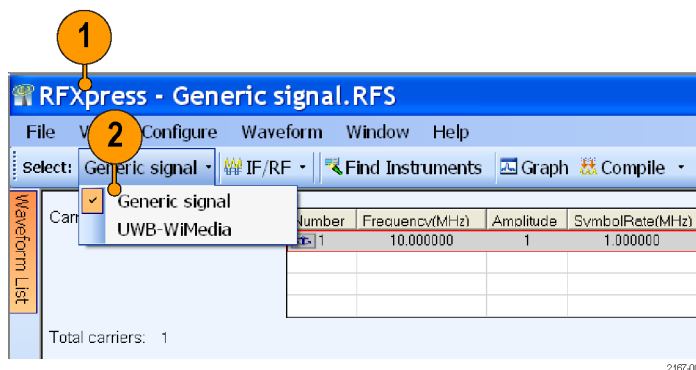 1
RFXpress - Generic signal.RFS
2
File V Configure Waveform Window Help
Select: Generic signal IF/RF Find Instruments Graph Compile
Generic signal
UWB-WiMedia
Waveform List
Number Frequency(MHz) Amplitude SymbolRate(MHz)
1 10.000000 1 1.000000
Total carriers: 1